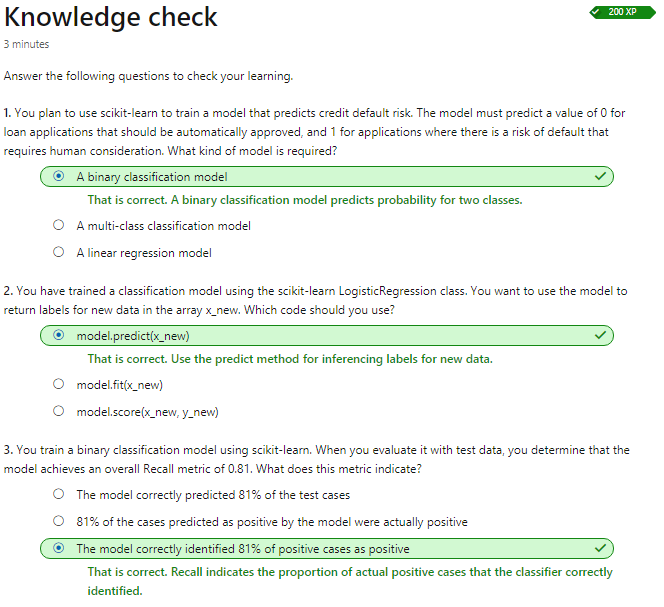 Knowledge check
200 XP
3 minutes
Answer the following questions to check your learning.
1. You plan to use scikit-learn to train a model that predicts credit default risk. The model must predict a value of 0 for
loan applications that should be automatically approved, and 1 for applications where there is a risk of default that
requires human consideration. What kind of model is required?
A binary classification model
That is correct. A binary classification model predicts probability for two classes.
A multi-class classification model
A linear regression model
2. You have trained a classification model using the scikit-learn LogisticRegression class. You want to use the model to
return labels for new data in the array x_new. Which code should you use?
model.predict(x_new)
That is correct. Use the predict method for inferencing labels for new data.
model.fit(x_new)
model.score(x_new, y_new)
3. You train a binary classification model using scikit-learn. When you evaluate it with test data, you determine that the
model achieves an overall Recall metric of 0.81. What does this metric indicate?
The model correctly predicted 81% of the test cases
81% of the cases predicted as positive by the model were actually positive
The model correctly identified 81% of positive cases as positive
That is correct. Recall indicates the proportion of actual positive cases that the classifier correctly
identified.